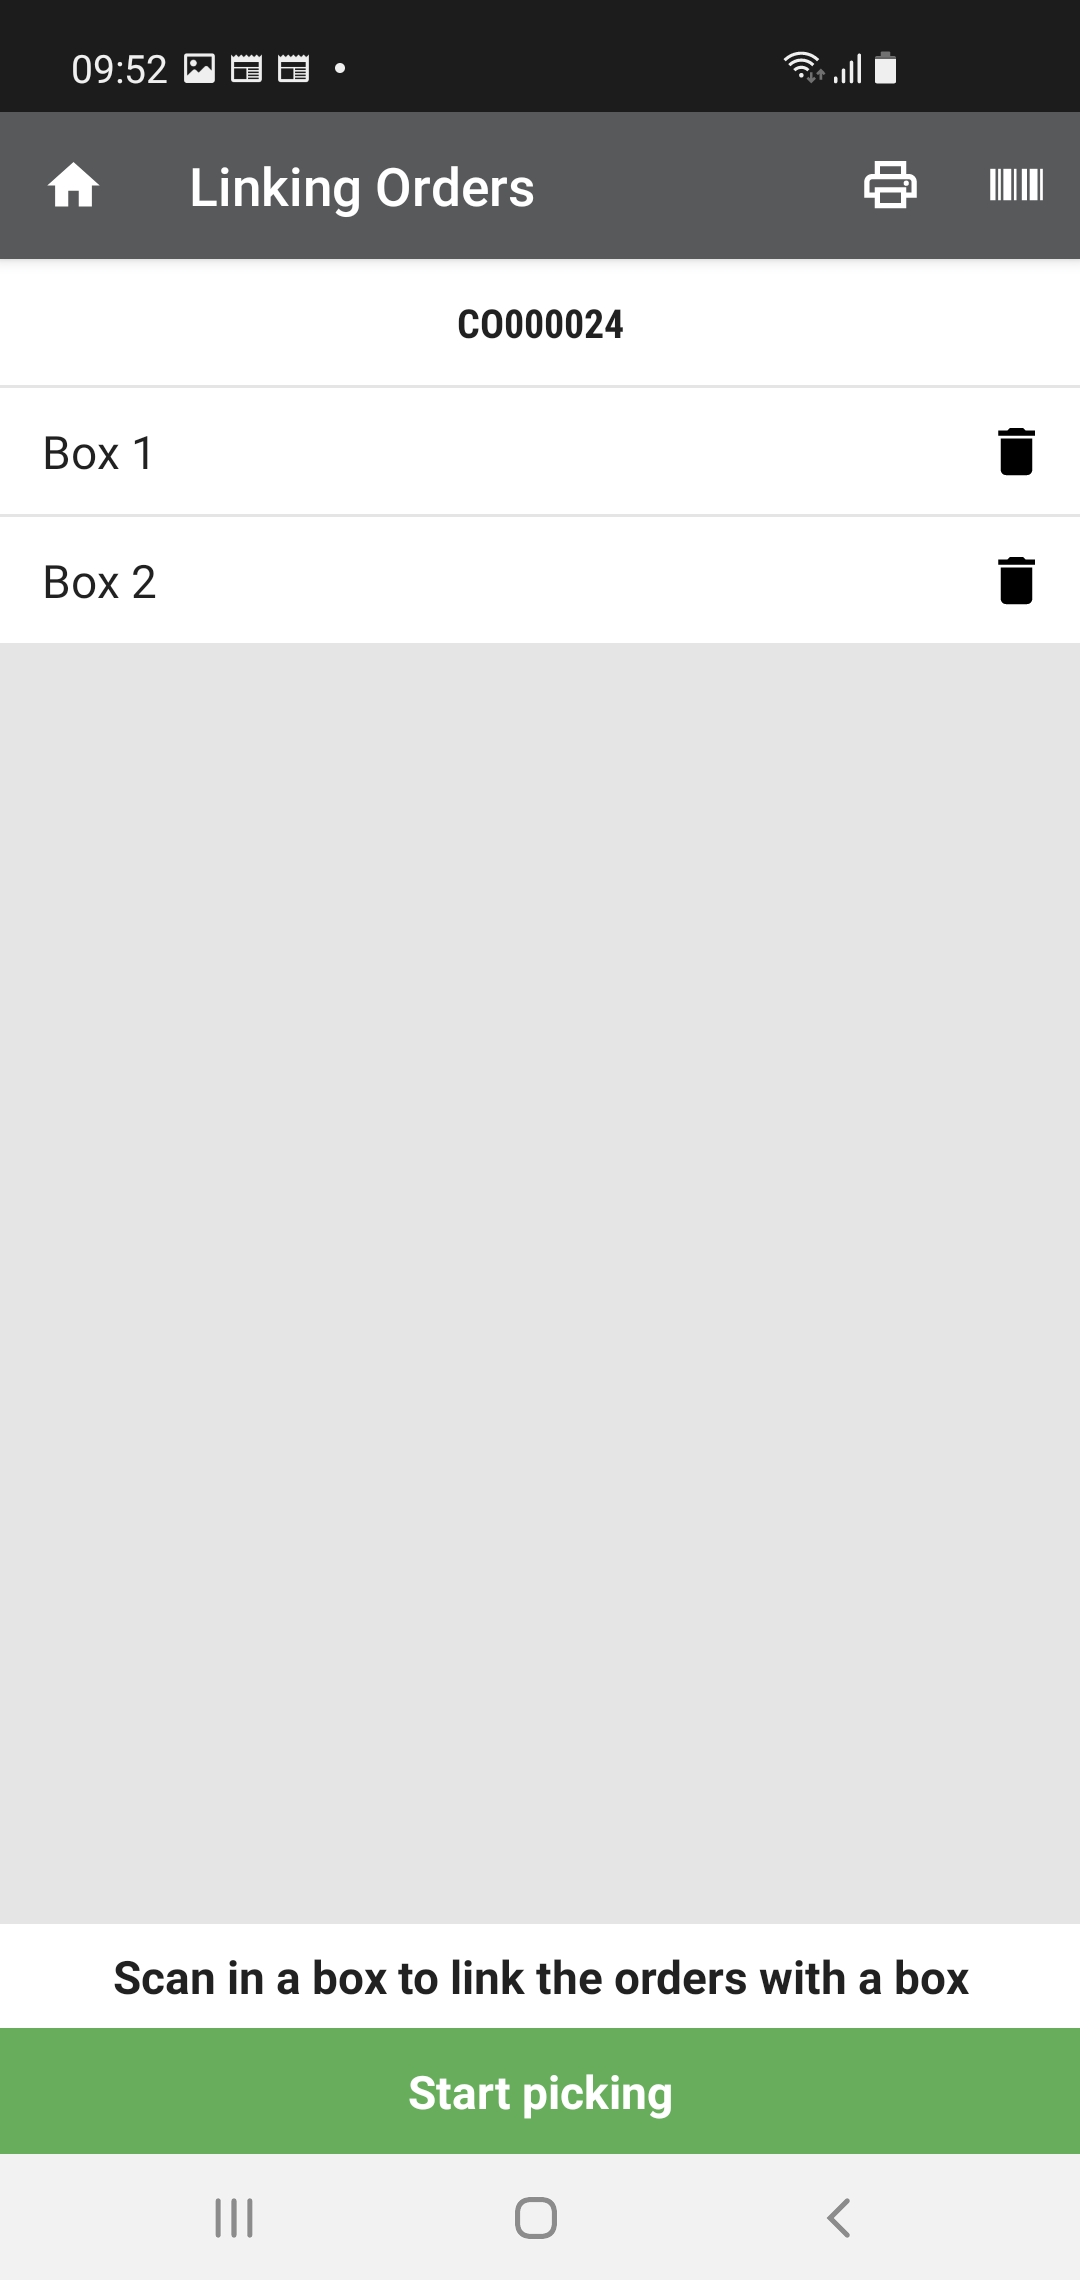 09:52
Linking Orders
CO000024
Box 1
Box 2
Scan in a box to link the orders with a box
Start picking